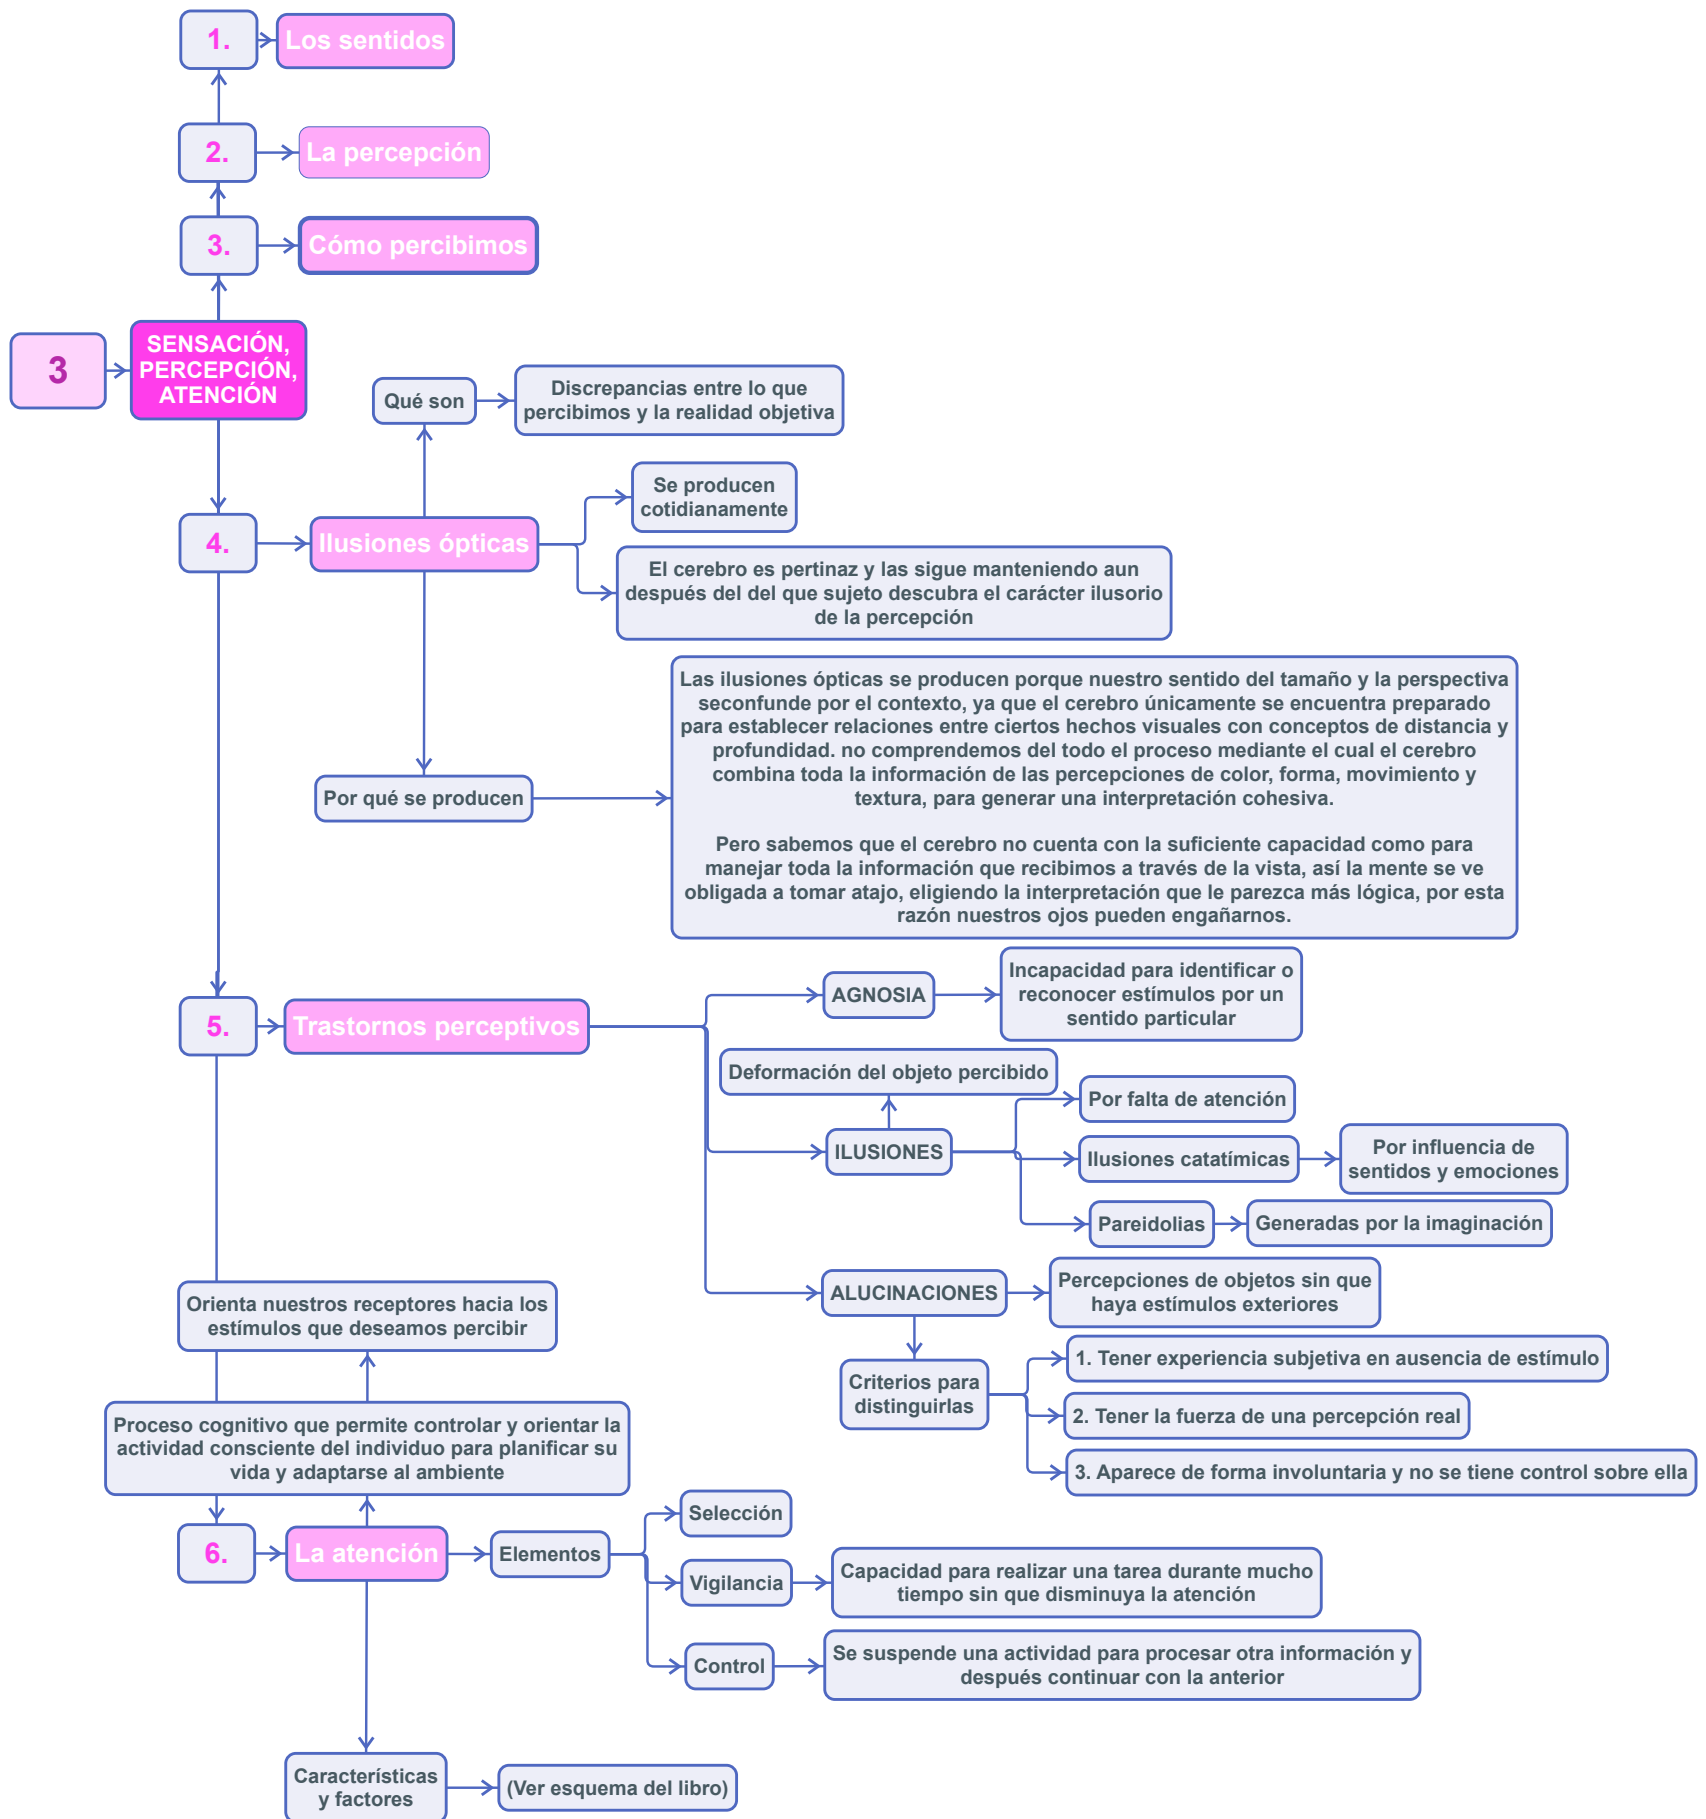 1.
Los sentidos
2.
La percepción
3.
Cómo percibimos
3
SENSACIÓN,
PERCEPCIÓN,
ATENCIÓN
Qué son
Discrepancias entre lo que
percibimos y la realidad objetiva
Se producen
cotidianamente
4.
Ilusiones ópticas
El cerebro es pertinaz y las sigue manteniendo aun
después del del que sujeto descubra el carácter ilusorio
de la percepción
Por qué se producen
Las ilusiones ópticas se producen porque nuestro sentido del tamaño y la perspectiva
seconfunde por el contexto, ya que el cerebro únicamente se encuentra preparado
para establecer relaciones entre ciertos hechos visuales con conceptos de distancia y
profundidad. no comprendemos del todo el proceso mediante el cual el cerebro
combina toda la información de las percepciones de color, forma, movimiento y
textura, para generar una interpretación cohesiva.
Pero sabemos que el cerebro no cuenta con la suficiente capacidad como para
manejar toda la información que recibimos a través de la vista, así la mente se ve
obligada a tomar atajo, eligiendo la interpretación que le parezca más lógica, por esta
razón nuestros ojos pueden engañarnos.
5.
Trastornos perceptivos
AGNOSIA
Incapacidad para identificar o
reconocer estímulos por un
sentido particular
Deformación del objeto percibido
ILUSIONES
Por falta de atención
Ilusiones catatímicas
Por influencia de
sentidos y emociones
Pareidolias
Generadas por la imaginación
ALUCINACIONES
Percepciones de objetos sin que
haya estímulos exteriores
Criterios para
distinguirlas
1. Tener experiencia subjetiva en ausencia de estímulo
2. Tener la fuerza de una percepción real
3. Aparece de forma involuntaria y no se tiene control sobre ella
Orienta nuestros receptores hacia los
estímulos que deseamos percibir
Proceso cognitivo que permite controlar y orientar la
actividad consciente del individuo para planificar su
vida y adaptarse al ambiente
6.
La atención
Elementos
Selección
Vigilancia
Capacidad para realizar una tarea durante mucho
tiempo sin que disminuya la atención
Control
Se suspende una actividad para procesar otra información y
después continuar con la anterior
Características
y factores
(Ver esquema del libro)